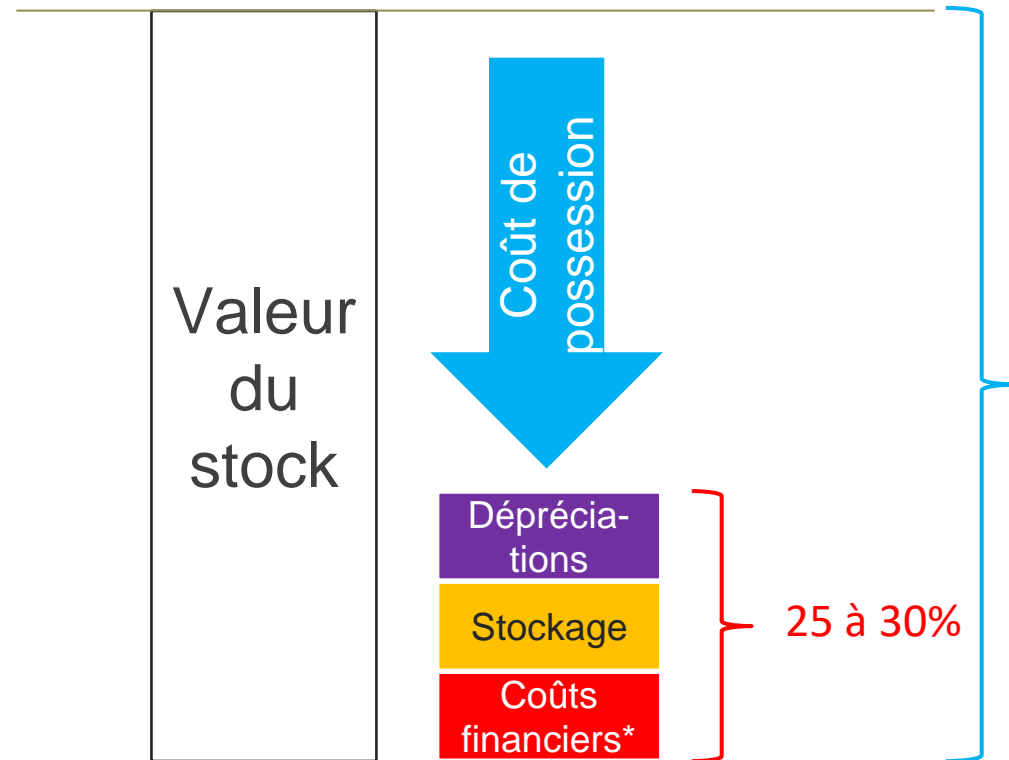 Valeur
du
stock
Coût de
possession
Déprécia-
tions
Stockage
Coûts
financiers*
25 à 30%